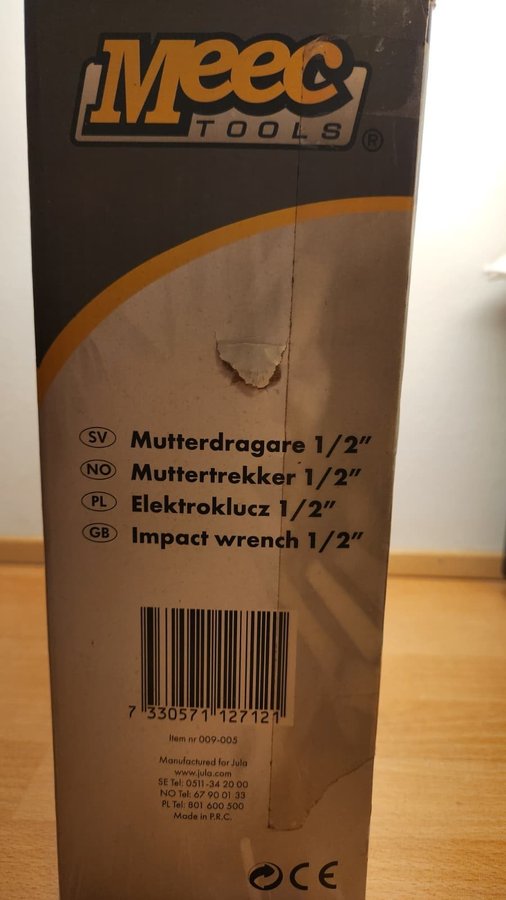 Meec
TOOLS®
SV Mutterdragare 1/2”
NO Muttertrekker 1/2”
PL Elektroklucz 1/2”
GB Impact wrench 1/2”
7 330571 127121
Item nr 009-005
Manufactured for Jula
www.jula.com
SE Tel: 0511-34 20 00
NO Tel: 67 90 01 33
PL Tel: 801 600 500
Made in P.R.C.
CE